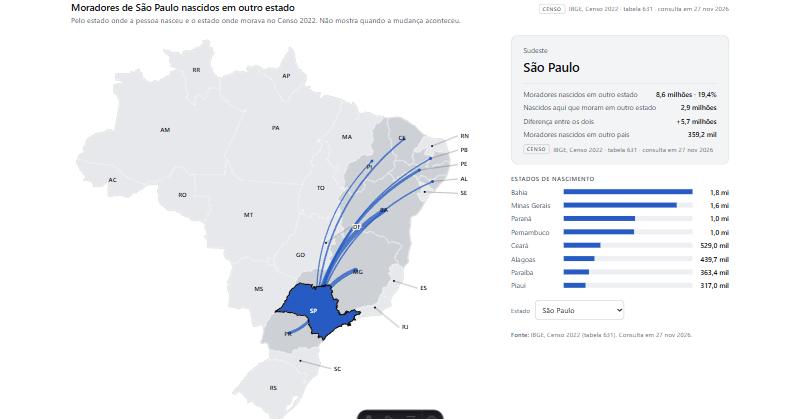 Moradores de São Paulo nascidos em outro estado
Pelo estado onde a pessoa nasceu e o estado onde morava no Censo 2022. Não mostra quando a mudança aconteceu.
CENSO IBGE, Censo 2022 · tabela 631 · consulta em 27 nov 2026
RR
AP
AM
PA
MA
CE
RN
PB
PE
AL
SE
PI
AC
RO
TO
BA
MT
DF
GO
MG
MS
ES
SP
RJ
PR
SC
RS
Sudeste
São Paulo
Moradores nascidos em outro estado 8,6 milhões · 19,4%
Nascidos aqui que moram em outro estado 2,9 milhões
Diferença entre os dois +5,7 milhões
Moradores nascidos em outro país 359,2 mil
CENSO IBGE, Censo 2022 · tabela 631 · consulta em 27 nov 2026
ESTADOS DE NASCIMENTO
Bahia 1,8 mi
Minas Gerais 1,6 mi
Paraná 1,0 mi
Pernambuco 1,0 mi
Ceará 529,0 mil
Alagoas 439,7 mil
Paraíba 363,4 mil
Piauí 317,0 mil
Estado São Paulo
Fonte: IBGE, Censo 2022 (tabela 631). Consulta em 27 nov 2026.